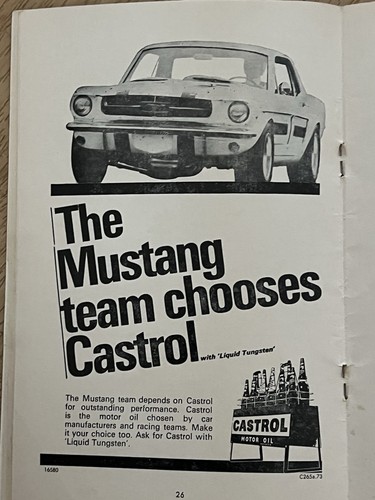 The
Mustang
team chooses
Castrol with 'Liquid Tungsten'
The Mustang team depends on Castrol
for outstanding performance. Castrol
is the motor oil chosen by car
manufacturers and racing teams. Make
it your choice too. Ask for Castrol with
'Liquid Tungsten'.
CASTROL
MOTOR OIL
16580
C265s.73
26